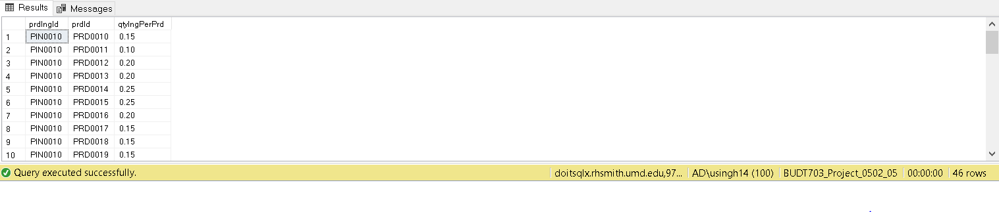 Results Messages
prdIngId prdId qtyIngPerPrd
1 PIN0010 PRD0010 0.15
2 PIN0010 PRD0011 0.10
3 PIN0010 PRD0012 0.20
4 PIN0010 PRD0013 0.20
5 PIN0010 PRD0014 0.25
6 PIN0010 PRD0015 0.25
7 PIN0010 PRD0016 0.20
8 PIN0010 PRD0017 0.15
9 PIN0010 PRD0018 0.15
10 PIN0010 PRD0019 0.15
Query executed successfully. doitsqlx.rhsmith.umd.edu,97... AD\usingh14 (100) BUDT703_Project_0502_05 00:00:00 46 rows